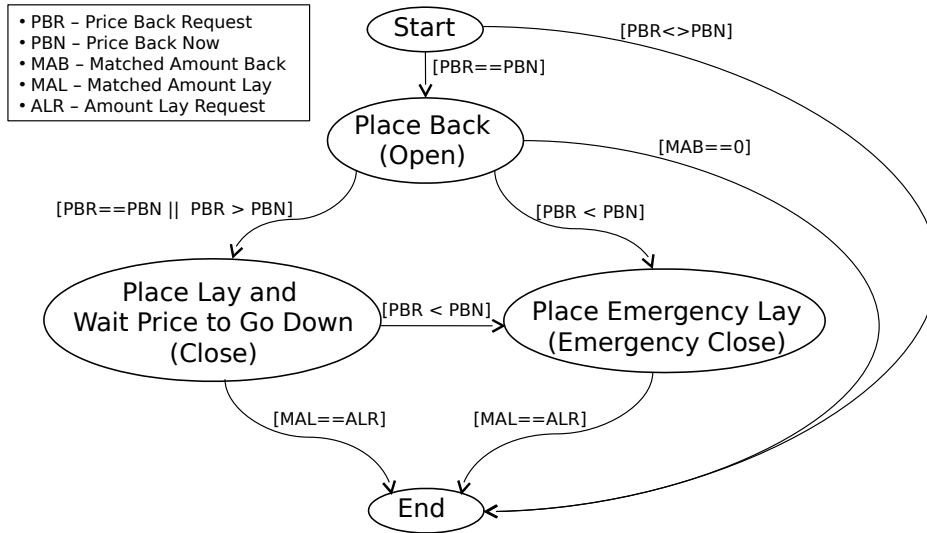 • PBR – Price Back Request
• PBN – Price Back Now
• MAB – Matched Amount Back
• MAL – Matched Amount Lay
• ALR – Amount Lay Request
Start
[PBR<>PBN]
[PBR==PBN]
Place Back
(Open)
[MAB==0]
[PBR==PBN ||  PBR > PBN]
[PBR < PBN]
Place Lay and
Wait Price to Go Down
(Close)
[PBR < PBN]
Place Emergency Lay
(Emergency Close)
[MAL==ALR]
[MAL==ALR]
End